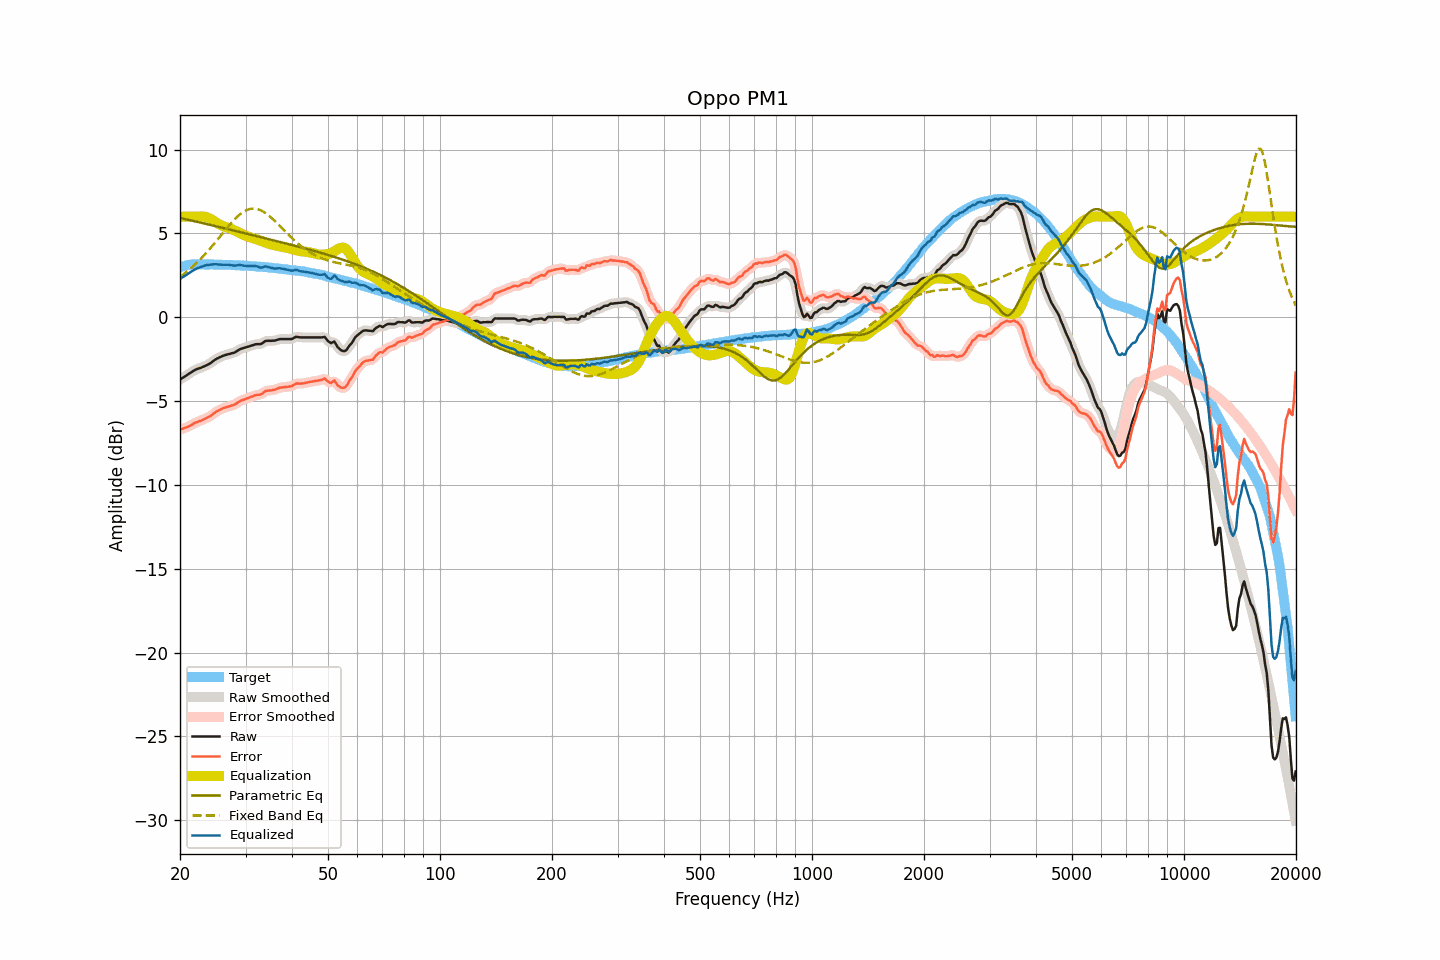 Oppo PM1
Amplitude (dBr)
10
5
0
−5
−10
−15
−20
−25
−30
Target
Raw Smoothed
Error Smoothed
Raw
Error
Equalization
Parametric Eq
Fixed Band Eq
Equalized
20 50 100 200 500 1000 2000 5000 10000 20000
Frequency (Hz)